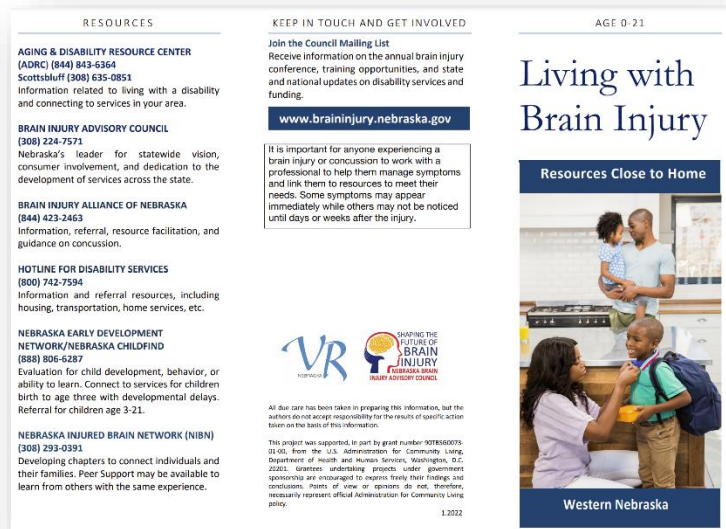 RESOURCES
AGING & DISABILITY RESOURCE CENTER
(ADRC) (844) 843-6364
Scottsbluff (308) 635-0851
Information related to living with a disability
and connecting to services in your area.
BRAIN INJURY ADVISORY COUNCIL
(308) 224-7571
Nebraska's leader for statewide vision,
consumer involvement, and dedication to the
development of services across the state.
BRAIN INJURY ALLIANCE OF NEBRASKA
(844) 423-2463
Information, referral, resource facilitation, and
guidance on concussion.
HOTLINE FOR DISABILITY SERVICES
(800) 742-7594
Information and referral resources, including
housing, transportation, home services, etc.
NEBRASKA EARLY DEVELOPMENT
NETWORK/NEBRASKA CHILDFIND
(888) 806-6287
Evaluation for child development, behavior, or
ability to learn. Connect to services for children
birth to age three with developmental delays.
Referral for children age 3-21.
NEBRASKA INJURED BRAIN NETWORK (NIBN)
(308) 293-0391
Developing chapters to connect individuals and
their families. Peer Support may be available to
learn from others with the same experience.
KEEP IN TOUCH AND GET INVOLVED
Join the Council Mailing List
Receive information on the annual brain injury
conference, training opportunities, and state
and national updates on disability services and
funding.
www.braininjury.nebraska.gov
It is important for anyone experiencing a
brain injury or concussion to work with a
professional to help them manage symptoms
and link them to resources to meet their
needs. Some symptoms may appear
immediately while others may not be noticed
until days or weeks after the injury.
VR
NEBRASKA
SHAPING THE
FUTURE OF
BRAIN
INJURY
NEBRASKA BRAIN
INJURY ADVISORY COUNCIL
All due care has been taken in preparing this information, but the
authors do not accept responsibility for the results of specific action
taken on the basis of this information.
This project was supported, in part by grant number 90TBSG0073-
01-00, from the U.S. Administration for Community Living,
Department of Health and Human Services, Washington, D.C.
20201. Grantees undertaking projects under government
sponsorship are encouraged to express freely their findings and
conclusions. Points of view or opinions do not, therefore,
necessarily represent official Administration for Community Living
policy.
1.2022
AGE 0-21
Living with
Brain Injury
Resources Close to Home
Western Nebraska